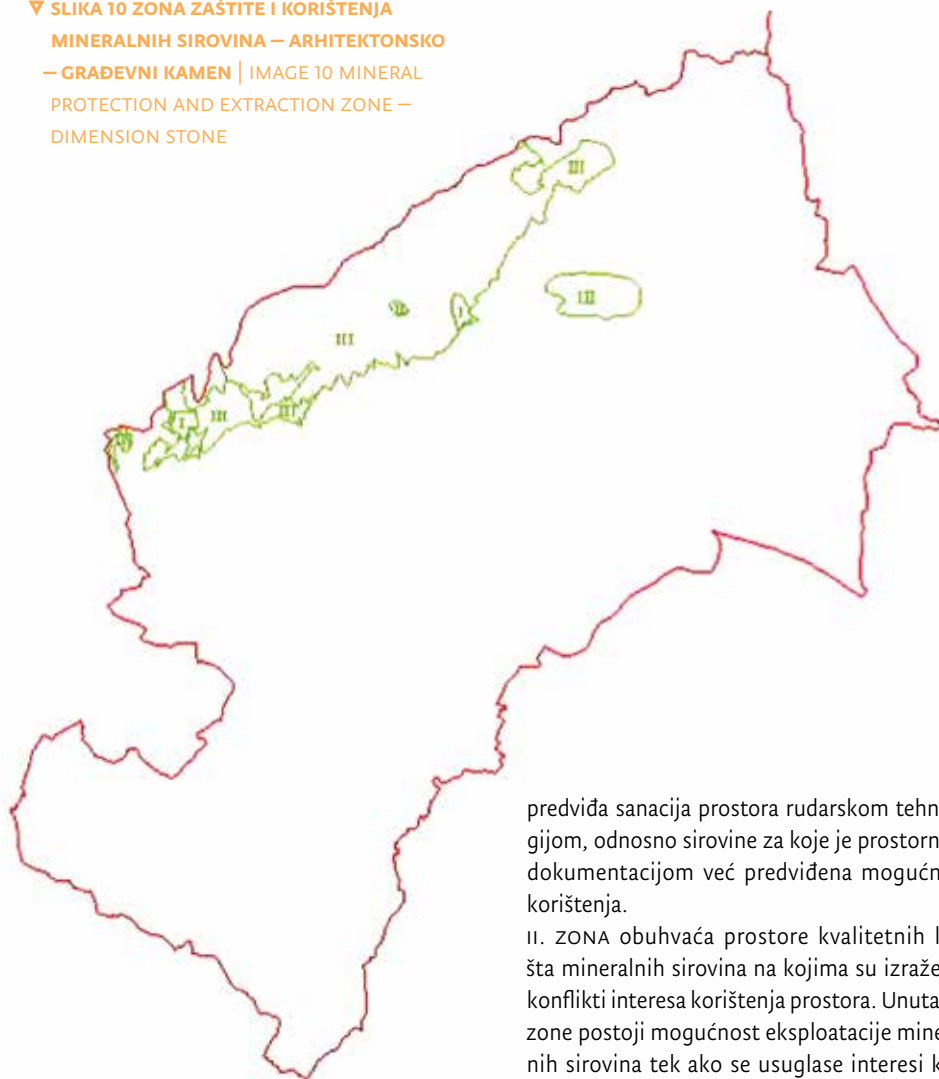 ▼ SLIKA 10 ZONA ZAŠTITE I KORIŠTENJA
MINERALNIH SIROVINA — ARHITEKTONSKO
— GRAĐEVNI KAMEN | IMAGE 10 MINERAL
PROTECTION AND EXTRACTION ZONE —
DIMENSION STONE
III
III
I
III
III
I
III
predviđa sanacija prostora rudarskom tehn
gijom, odnosno sirovine za koje je prostorn
dokumentacijom već predviđena mogućn
korištenja.
II. ZONA obuhvaća prostore kvalitetnih l
šta mineralnih sirovina na kojima su izraže
konflikti interesa korištenja prostora. Unuta
zone postoji mogućnost eksploatacije mine
nih sirovina tek ako se usuglase interesi k